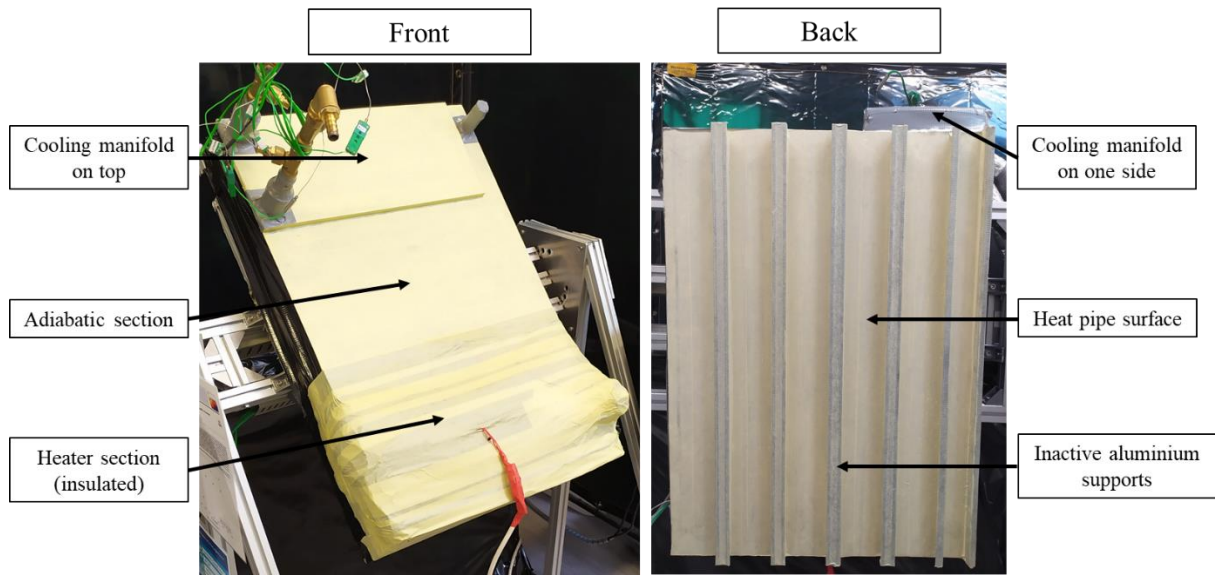 Front
Back
Cooling manifold
on top
Adiabatic section
Heater section
(insulated)
Cooling manifold
on one side
Heat pipe surface
Inactive aluminium
supports